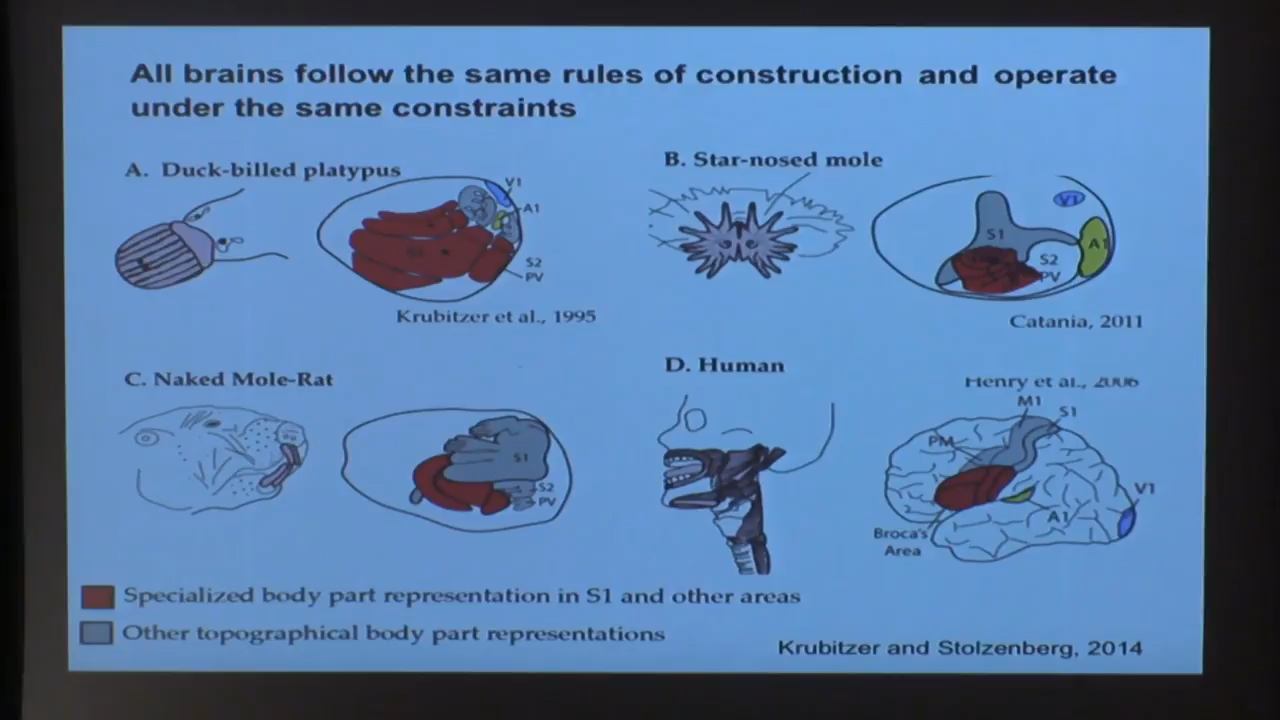 All brains follow the same rules of construction and operate
under the same constraints
A. Duck-billed platypus
V1
A1
S2
PV
Krubitzer et al., 1995
B. Star-nosed mole
V1
S1
A1
S2
PV
Catania, 2011
C. Naked Mole-Rat
S1
S2
PV
D. Human
Henry et al., 2006
M1
S1
PM
V1
A1
Broca's
Area
Specialized body part representation in S1 and other areas
Other topographical body part representations
Krubitzer and Stolzenberg, 2014